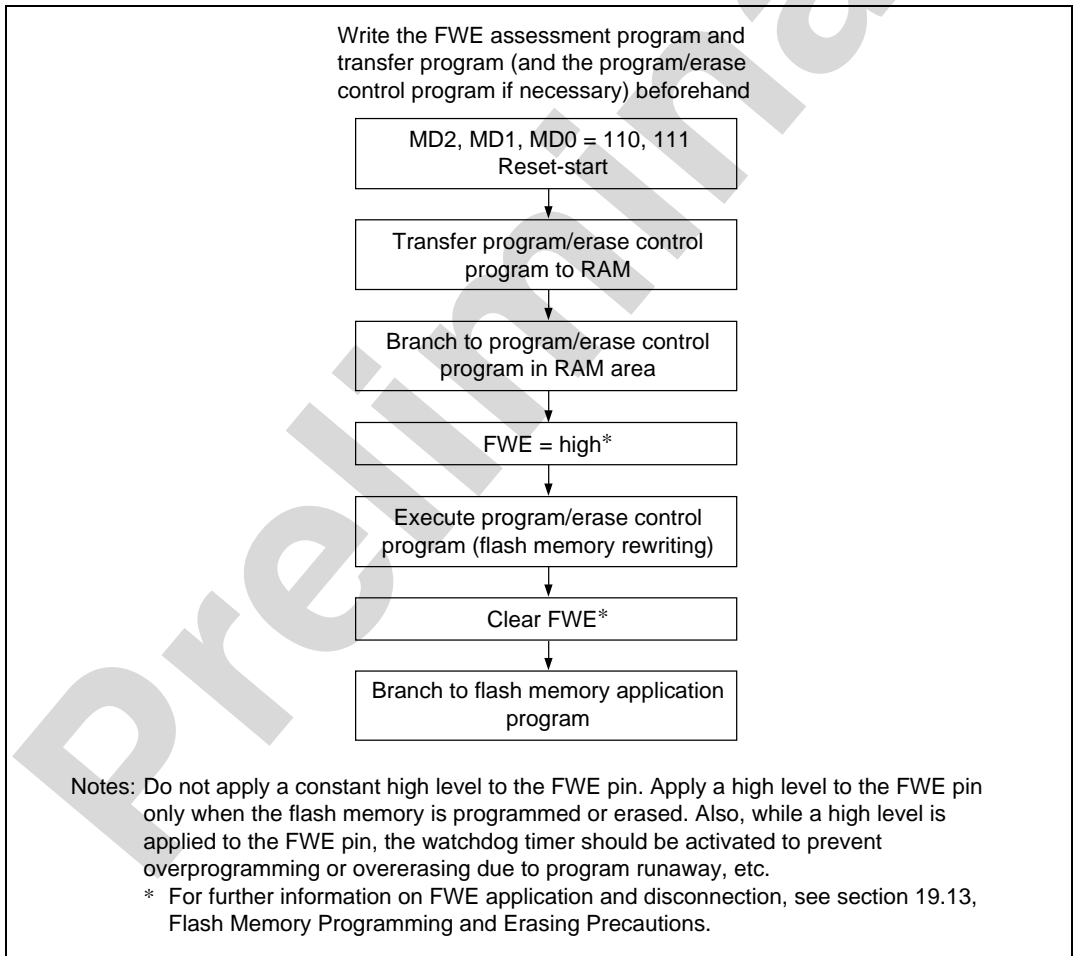 Write the FWE assessment program and
transfer program (and the program/erase
control program if necessary) beforehand
MD2, MD1, MD0 = 110, 111
Reset-start
Transfer program/erase control
program to RAM
Branch to program/erase control
program in RAM area
FWE = high*
Execute program/erase control
program (flash memory rewriting)
Clear FWE*
Branch to flash memory application
program
Notes: Do not apply a constant high level to the FWE pin. Apply a high level to the FWE pin
only when the flash memory is programmed or erased. Also, while a high level is
applied to the FWE pin, the watchdog timer should be activated to prevent
overprogramming or overerasing due to program runaway, etc.
* For further information on FWE application and disconnection, see section 19.13,
Flash Memory Programming and Erasing Precautions.
Prelimina